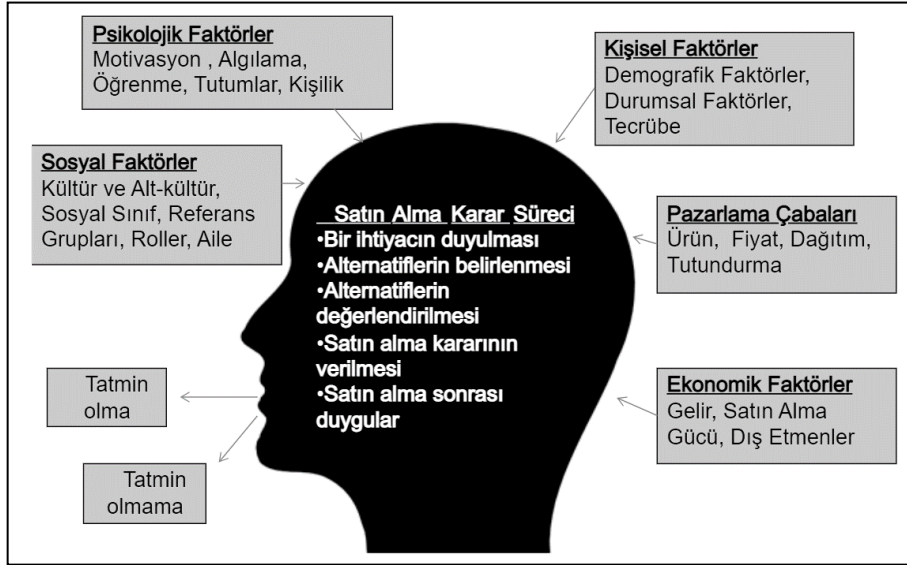 Psikolojik Faktörler
Motivasyon , Algılama,
Öğrenme, Tutumlar, Kişilik
Kişisel Faktörler
Demografik Faktörler,
Durumsal Faktörler,
Tecrübe
Sosyal Faktörler
Kültür ve Alt-kültür,
Sosyal Sınıf, Referans
Grupları, Roller, Aile
Satın Alma Karar Süreci
•Bir ihtiyacın duyulması
•Alternatiflerin belirlenmesi
•Alternatiflerin
değerlendirilmesi
•Satın alma kararının
verilmesi
•Satın alma sonrası
duygular
Pazarlama Çabaları
Ürün, Fiyat, Dağıtım,
Tutundurma
Ekonomik Faktörler
Gelir, Satın Alma
Gücü, Dış Etmenler
Tatmin
olma
Tatmin
olmama